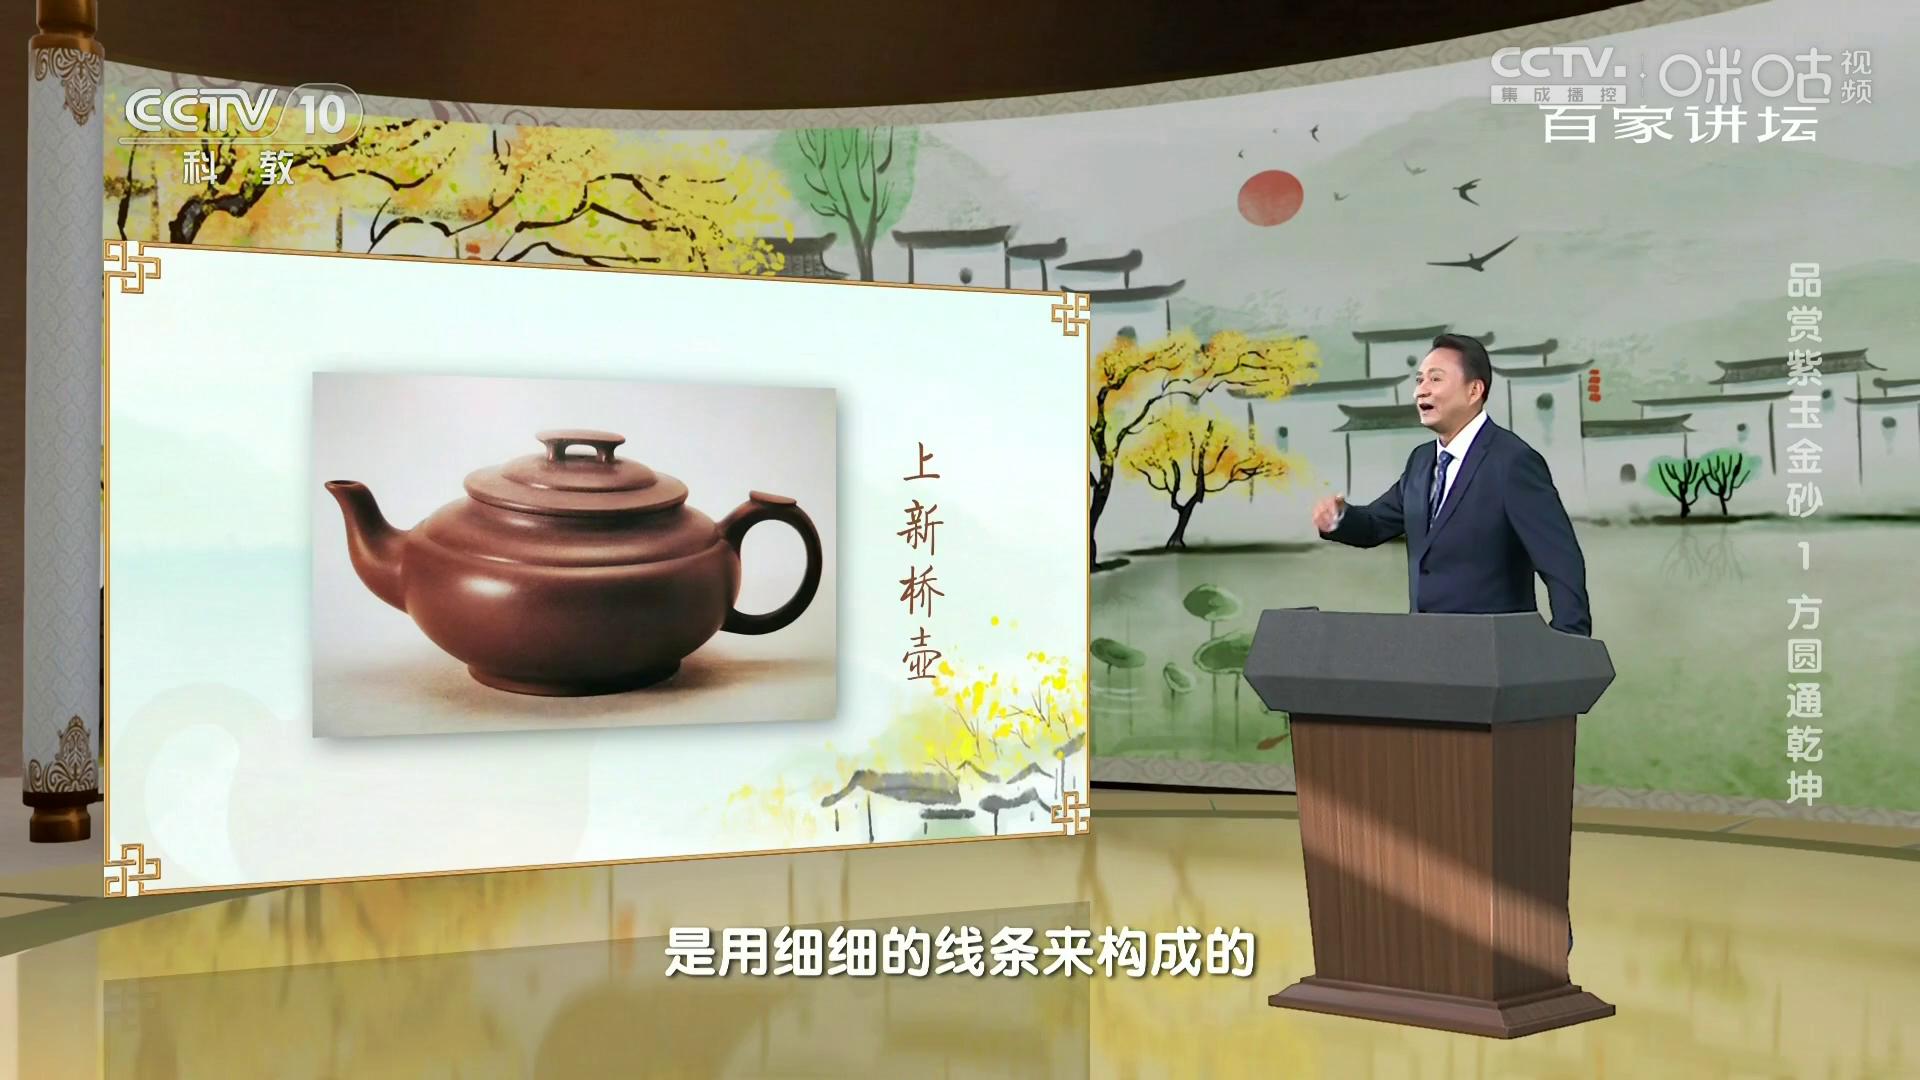 CCTV 10
科 教
CCTV.
集成播控
咪咕
视频
百家讲坛
品赏紫玉金砂 1 方圆通乾坤
上新桥壶
是用细细的线条来构成的